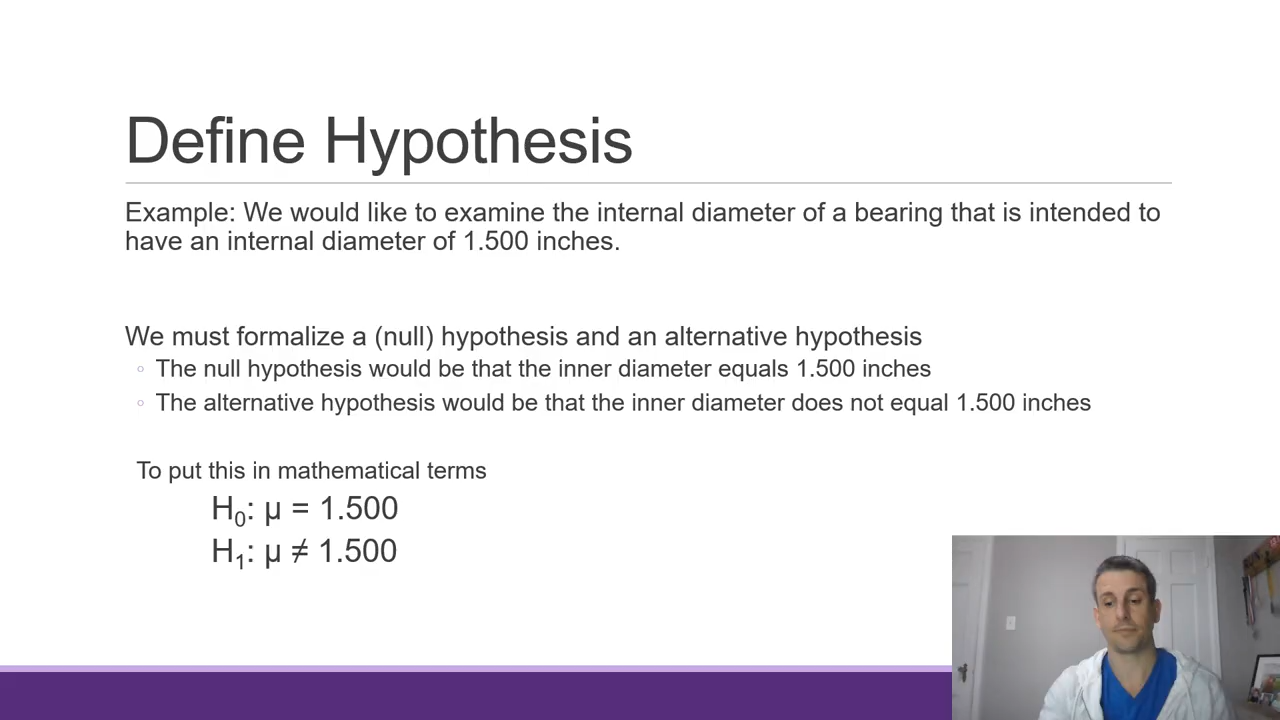 Define Hypothesis
Example: We would like to examine the internal diameter of a bearing that is intended to
have an internal diameter of 1.500 inches.
We must formalize a (null) hypothesis and an alternative hypothesis
◦ The null hypothesis would be that the inner diameter equals 1.500 inches
◦ The alternative hypothesis would be that the inner diameter does not equal 1.500 inches
To put this in mathematical terms
H₀: μ = 1.500
H₁: μ ≠ 1.500